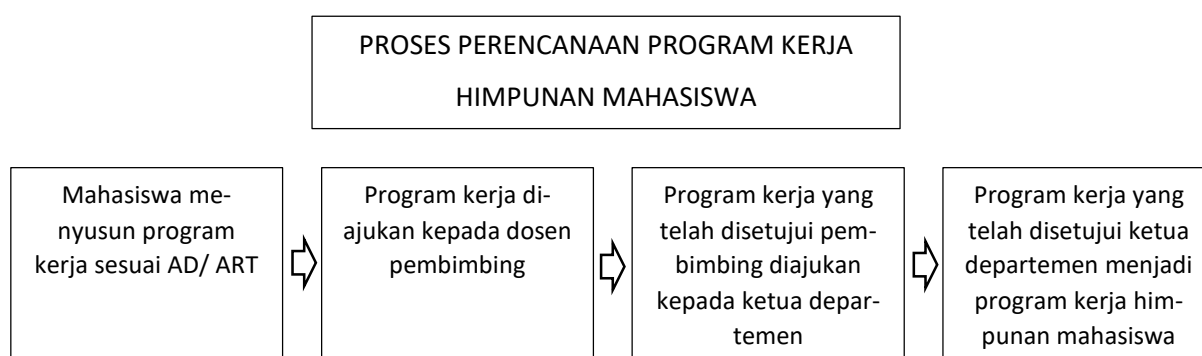 PROSES PERENCANAAN PROGRAM KERJA
HIMPUNAN MAHASISWA
Mahasiswa me-
nyusun program
kerja sesuai AD/ ART
Program kerja di-
ajukan kepada dosen
pembimbing
Program kerja yang
telah disetujui pem-
bimbing diajukan
kepada ketua depar-
temen
Program kerja yang
telah disetujui ketua
departemen menjadi
program kerja him-
punan mahasiswa